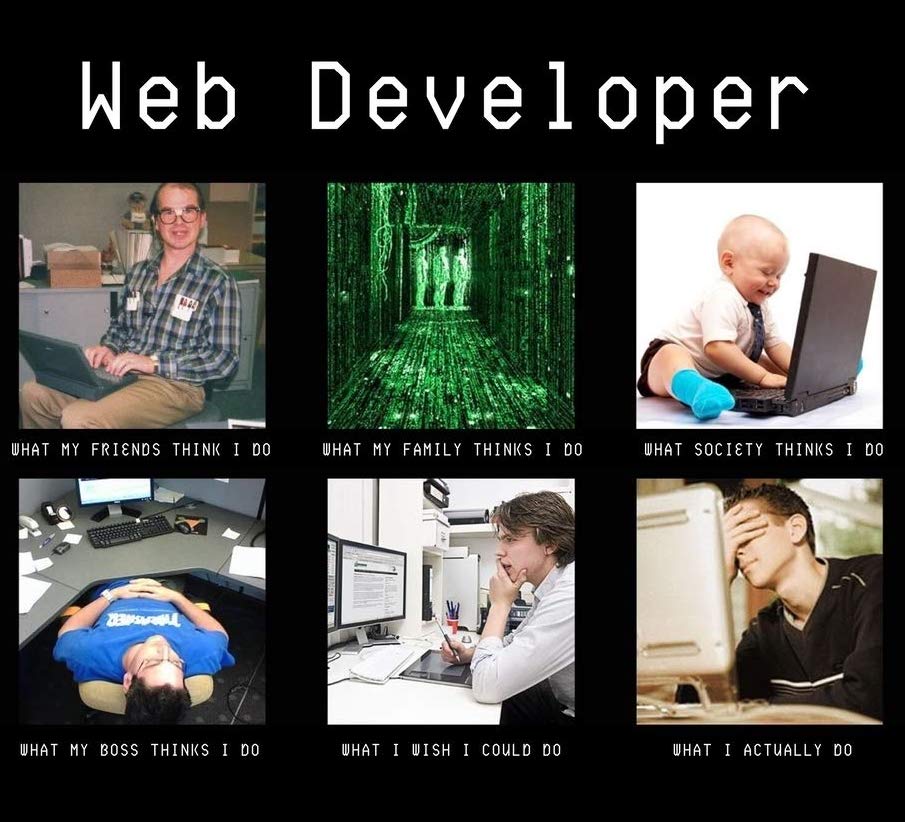 Web Developer
WHAT MY FRIENDS THINK I DO
WHAT MY FAMILY THINKS I DO
WHAT SOCIETY THINKS I DO
THRASHER
WHAT MY BOSS THINKS I DO
WHAT I WISH I COULD DO
WHAT I ACTUALLY DO